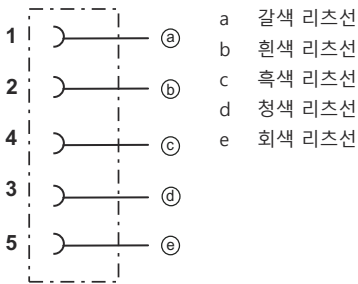 1 ⓐ
2 ⓑ
4 ⓒ
3 ⓓ
5 ⓔ
a 갈색 리츠선
b 흰색 리츠선
c 흑색 리츠선
d 청색 리츠선
e 회색 리츠선